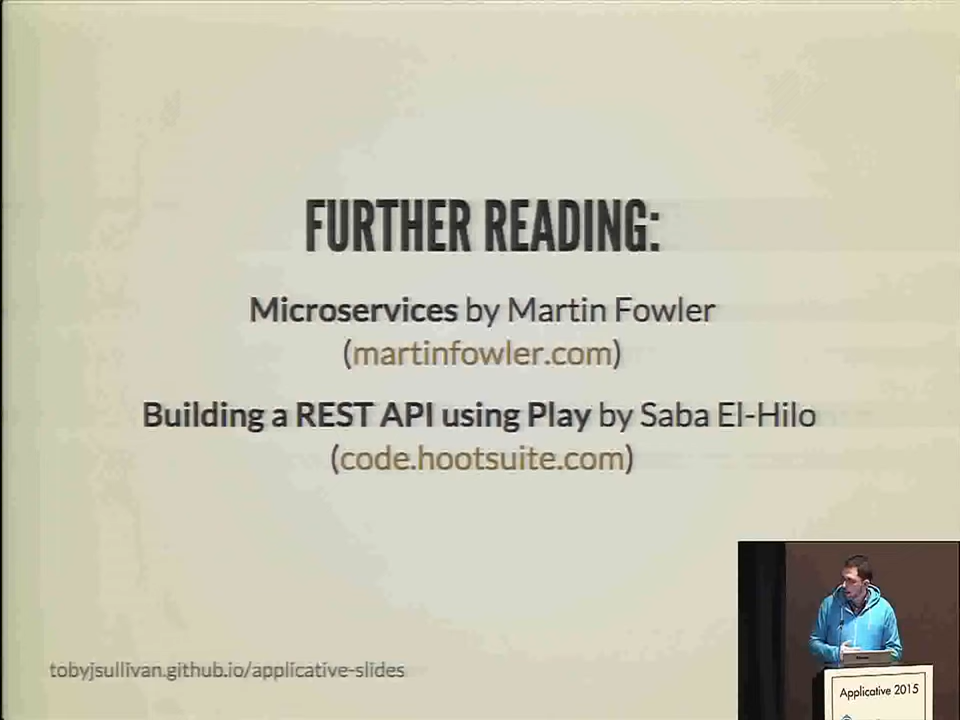 FURTHER READING:
Microservices by Martin Fowler
(martinfowler.com)
Building a REST API using Play by Saba El-Hilo
(code.hootsuite.com)
tobyjsullivan.github.io/applicative-slides
Applicative 2015